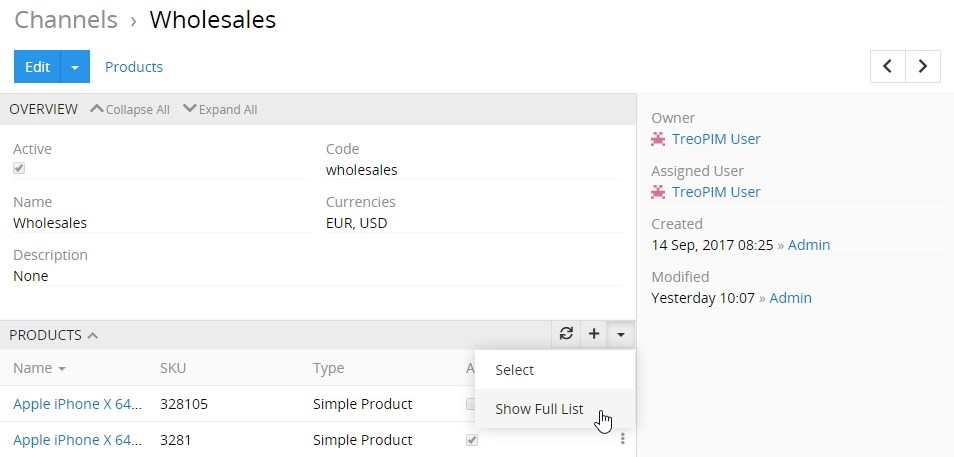 Channels › Wholesales
Edit Products
OVERVIEW Collapse All Expand All
Active Code
wholesales
Name Currencies
Wholesales EUR, USD
Description
None
Owner
TreoPIM User
Assigned User
TreoPIM User
Created
14 Sep, 2017 08:25 » Admin
Modified
Yesterday 10:07 » Admin
PRODUCTS
Name SKU Type
Apple iPhone X 64... 328105 Simple Product
Apple iPhone X 64... 3281 Simple Product
Select
Show Full List